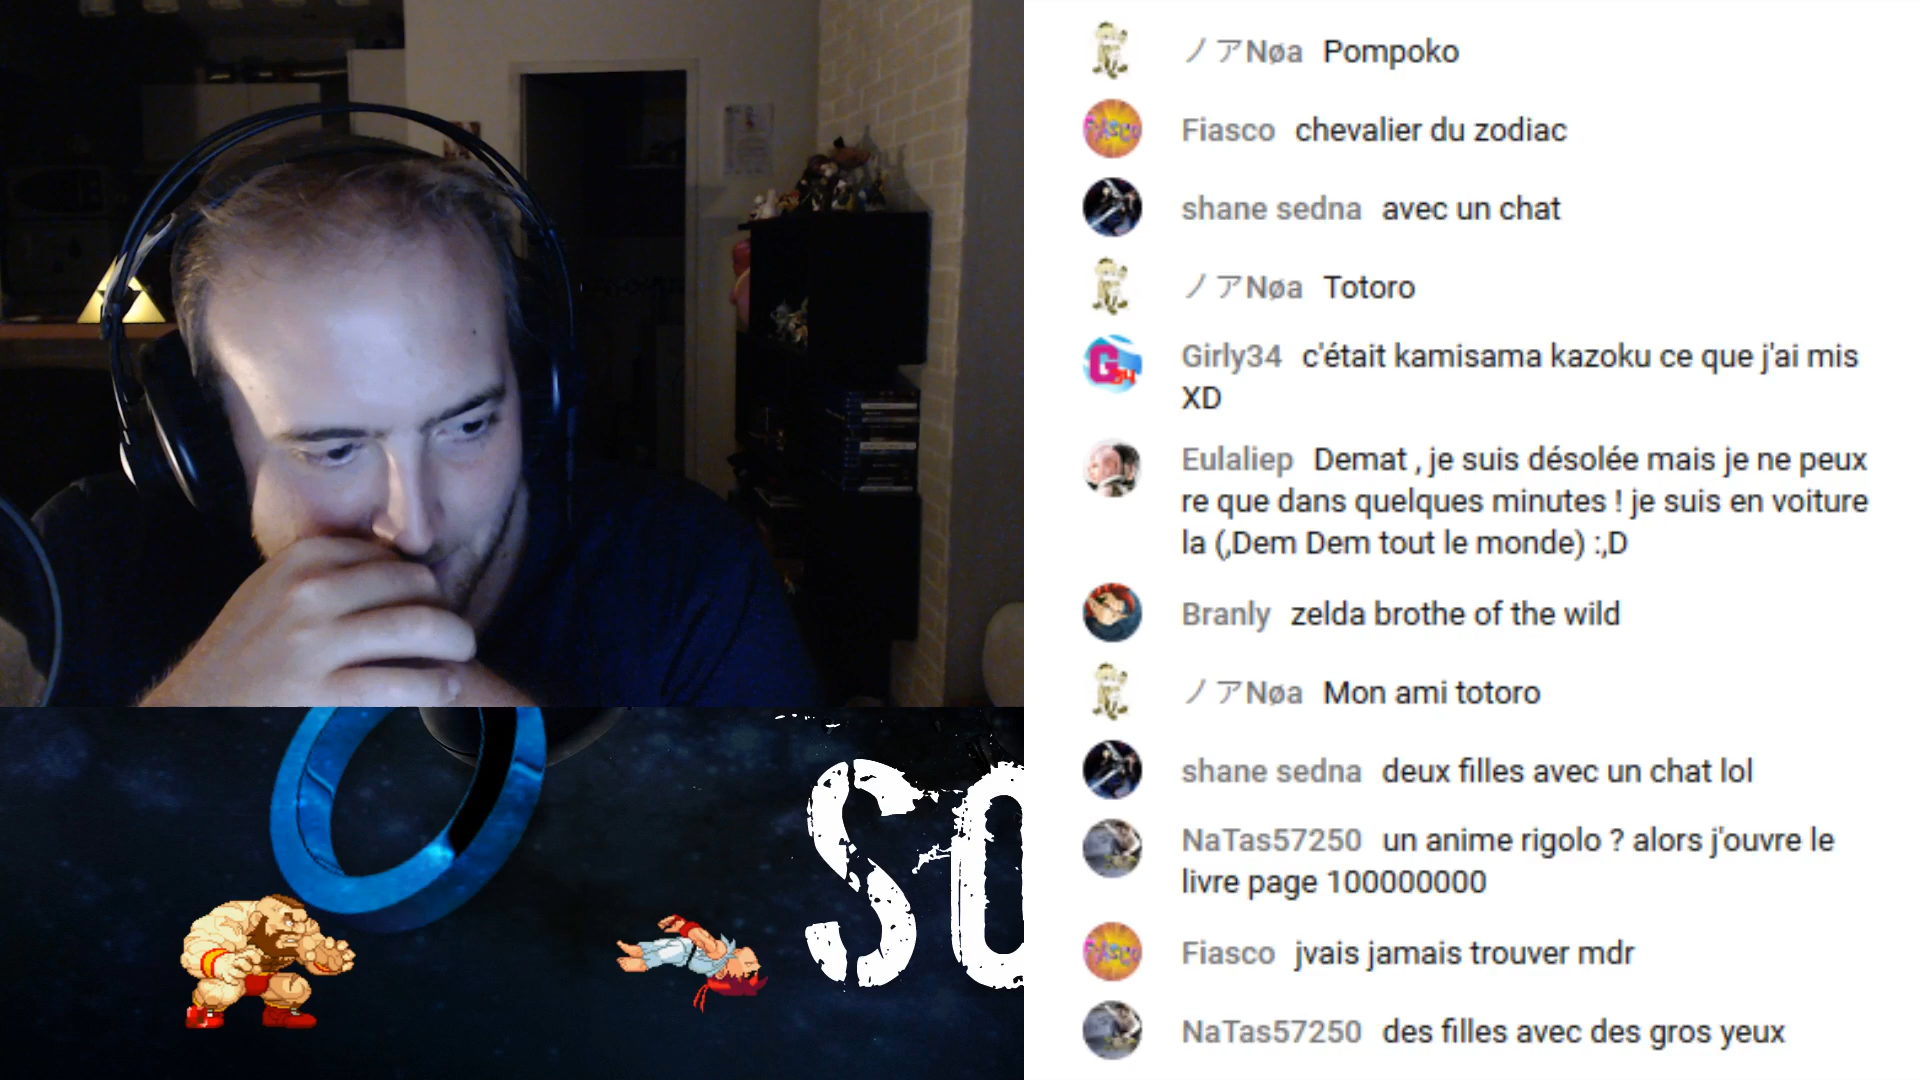 ノアNøa Pompoko
Fiasco chevalier du zodiac
shane sedna avec un chat
ノアNøa Totoro
Girly34 c'était kamisama kazoku ce que j'ai mis
XD
Eulaliep Demat , je suis désolée mais je ne peux
re que dans quelques minutes ! je suis en voiture
la (,Dem Dem tout le monde) :,D
Branly zelda brothe of the wild
ノアNøa Mon ami totoro
shane sedna deux filles avec un chat lol
NaTas57250 un anime rigolo ? alors j'ouvre le
livre page 100000000
Fiasco jvais jamais trouver mdr
NaTas57250 des filles avec des gros yeux
SO